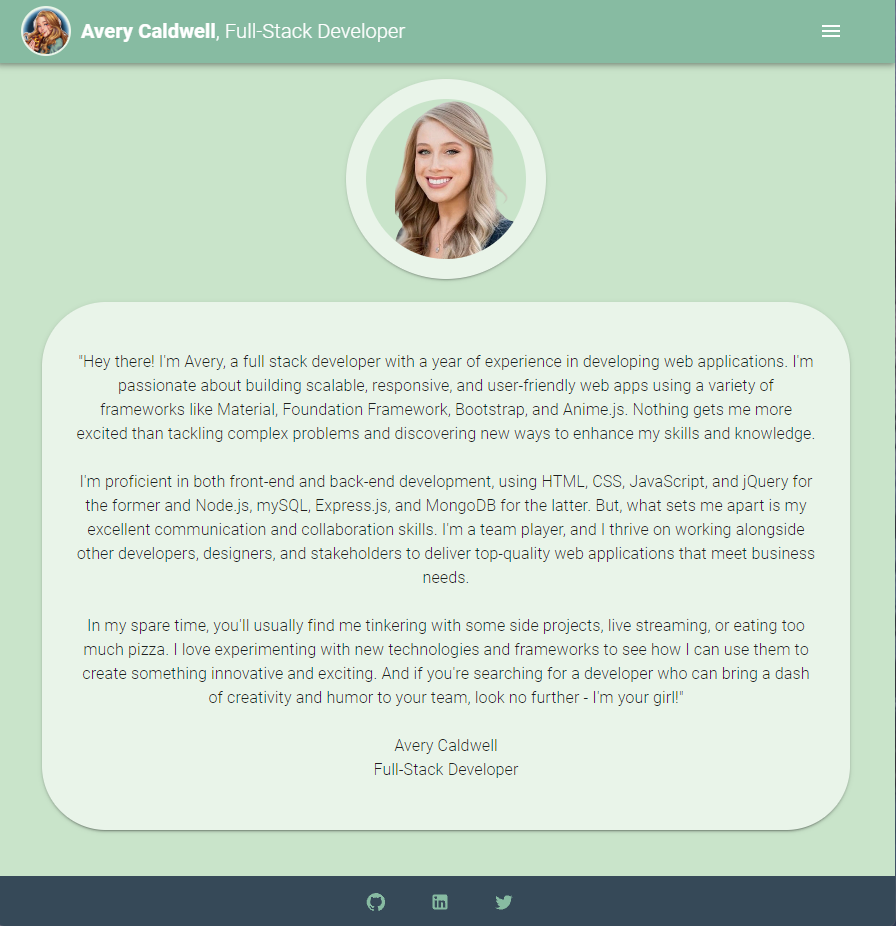 Avery Caldwell, Full-Stack Developer
"Hey there! I'm Avery, a full stack developer with a year of experience in developing web applications. I'm
passionate about building scalable, responsive, and user-friendly web apps using a variety of
frameworks like Material, Foundation Framework, Bootstrap, and Anime.js. Nothing gets me more
excited than tackling complex problems and discovering new ways to enhance my skills and knowledge.
I'm proficient in both front-end and back-end development, using HTML, CSS, JavaScript, and jQuery for
the former and Node.js, mySQL, Express.js, and MongoDB for the latter. But, what sets me apart is my
excellent communication and collaboration skills. I'm a team player, and I thrive on working alongside
other developers, designers, and stakeholders to deliver top-quality web applications that meet business
needs.
In my spare time, you'll usually find me tinkering with some side projects, live streaming, or eating too
much pizza. I love experimenting with new technologies and frameworks to see how I can use them to
create something innovative and exciting. And if you're searching for a developer who can bring a dash
of creativity and humor to your team, look no further - I'm your girl!"
Avery Caldwell
Full-Stack Developer